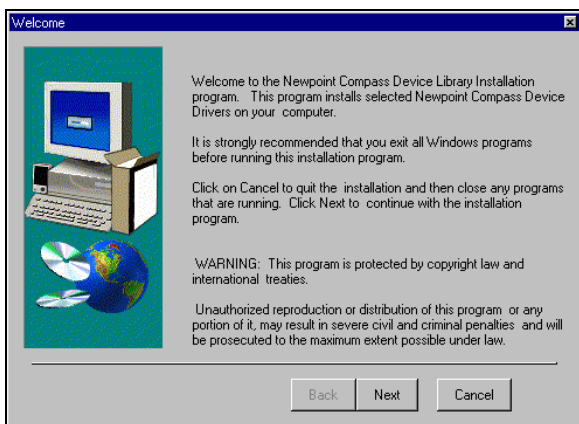 Welcome
Welcome to the Newpoint Compass Device Library Installation
program. This program installs selected Newpoint Compass Device
Drivers on your computer.
It is strongly recommended that you exit all Windows programs
before running this installation program.
Click on Cancel to quit the installation and then close any programs
that are running. Click Next to continue with the installation
program.
WARNING: This program is protected by copyright law and
international treaties.
Unauthorized reproduction or distribution of this program or any
portion of it, may result in severe civil and criminal penalties and will
be prosecuted to the maximum extent possible under law.
Back Next Cancel